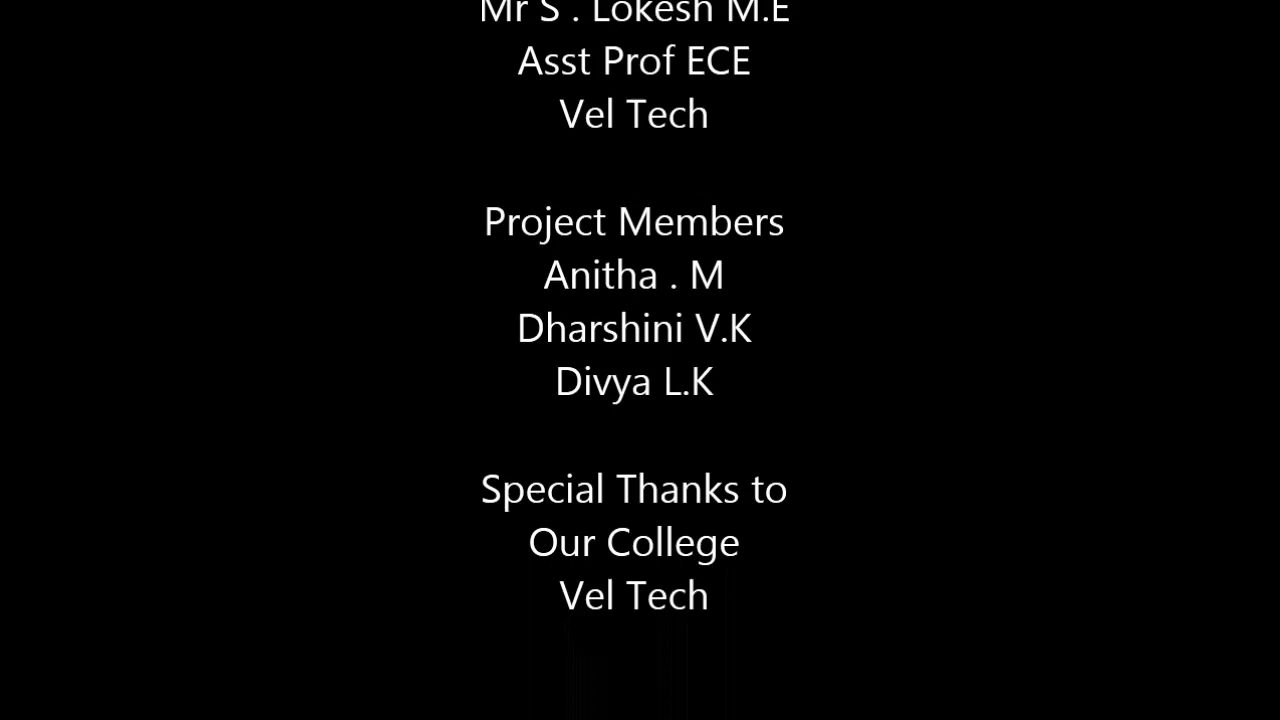 Mr S . Lokesh M.E
Asst Prof ECE
Vel Tech
Project Members
Anitha . M
Dharshini V.K
Divya L.K
Special Thanks to
Our College
Vel Tech